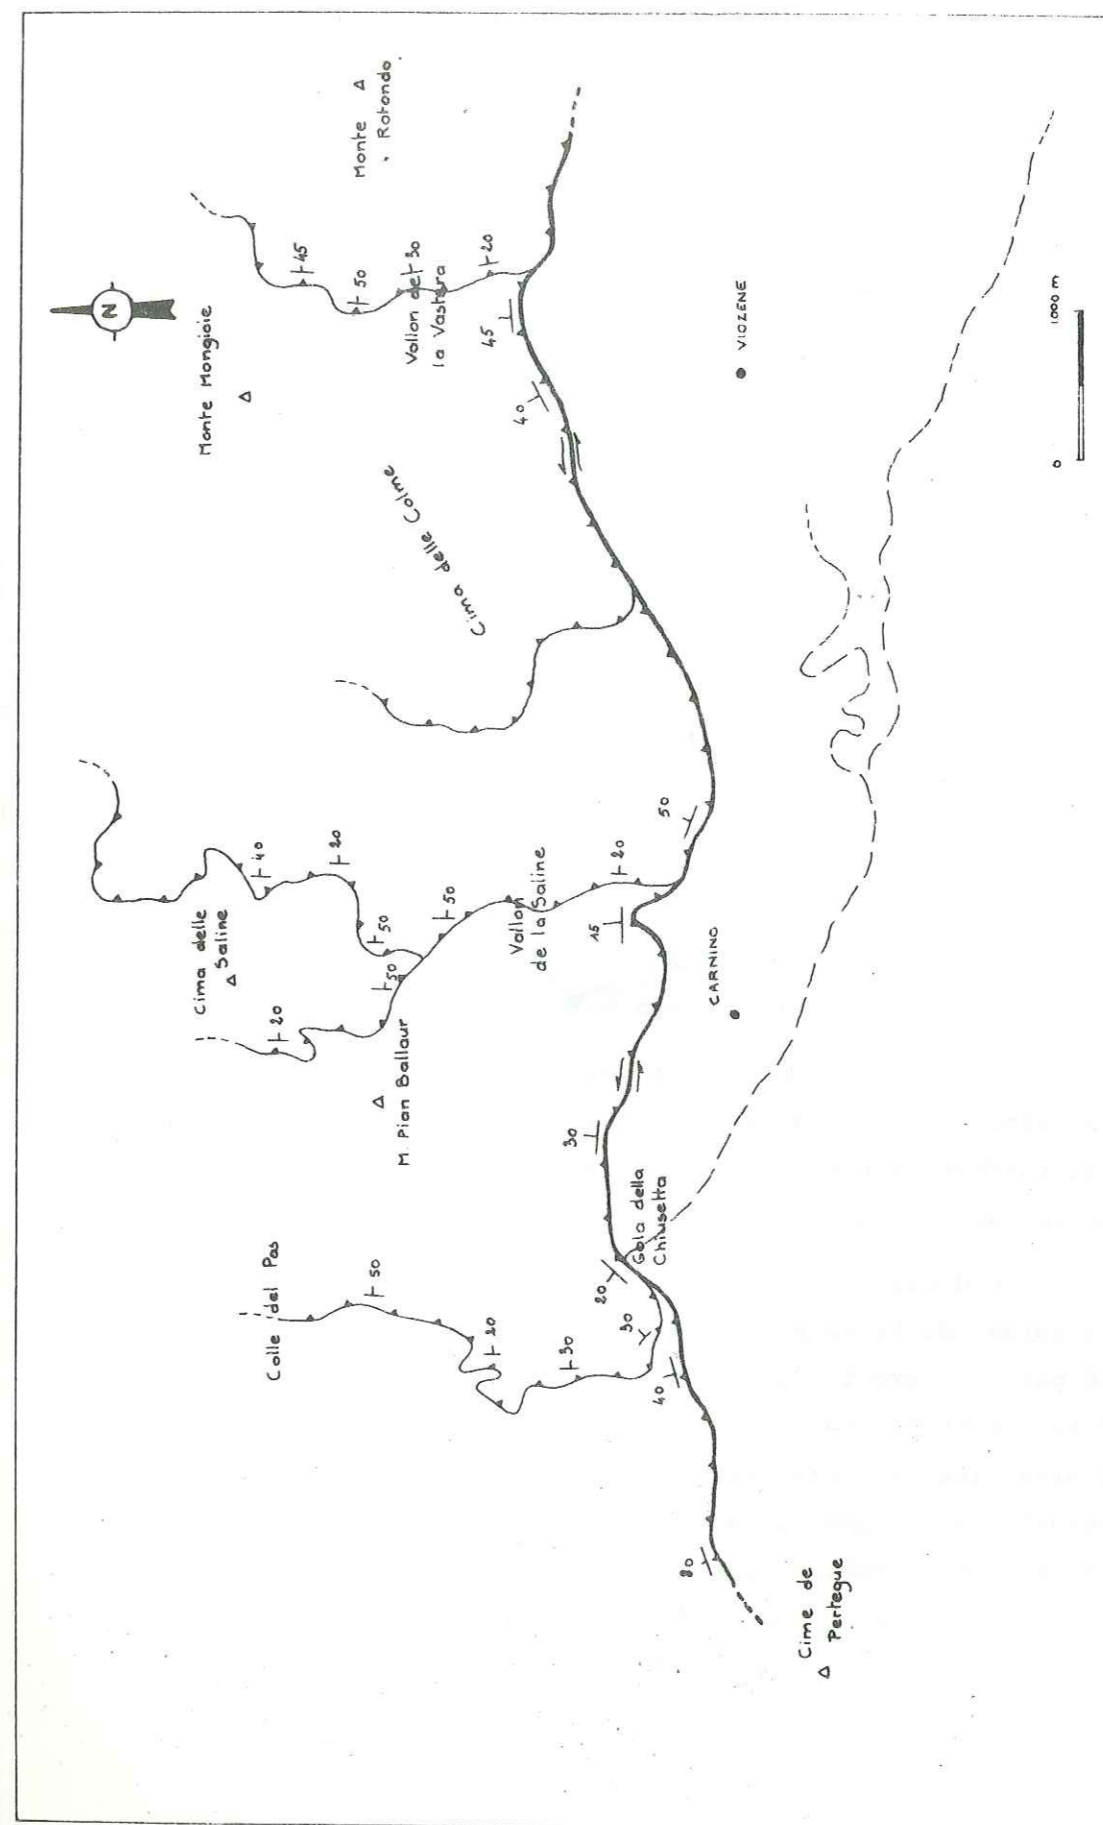 N
Cima delle
Saline
Monte Mongioie
Colle del Pas
20
40
45
Monte
Rotondo
50
20
50
M. Pian Ballaur
50
50
50
Cima delle Colme
Vallon de
la Vastera
30
20
20
30
30
Vallon
de la Saline
20
40
45
20
30
15
Gola della
Chiusetta
40
50
80
CARNINO
VIOZENE
Cime de
Pertegue
0
1000 m